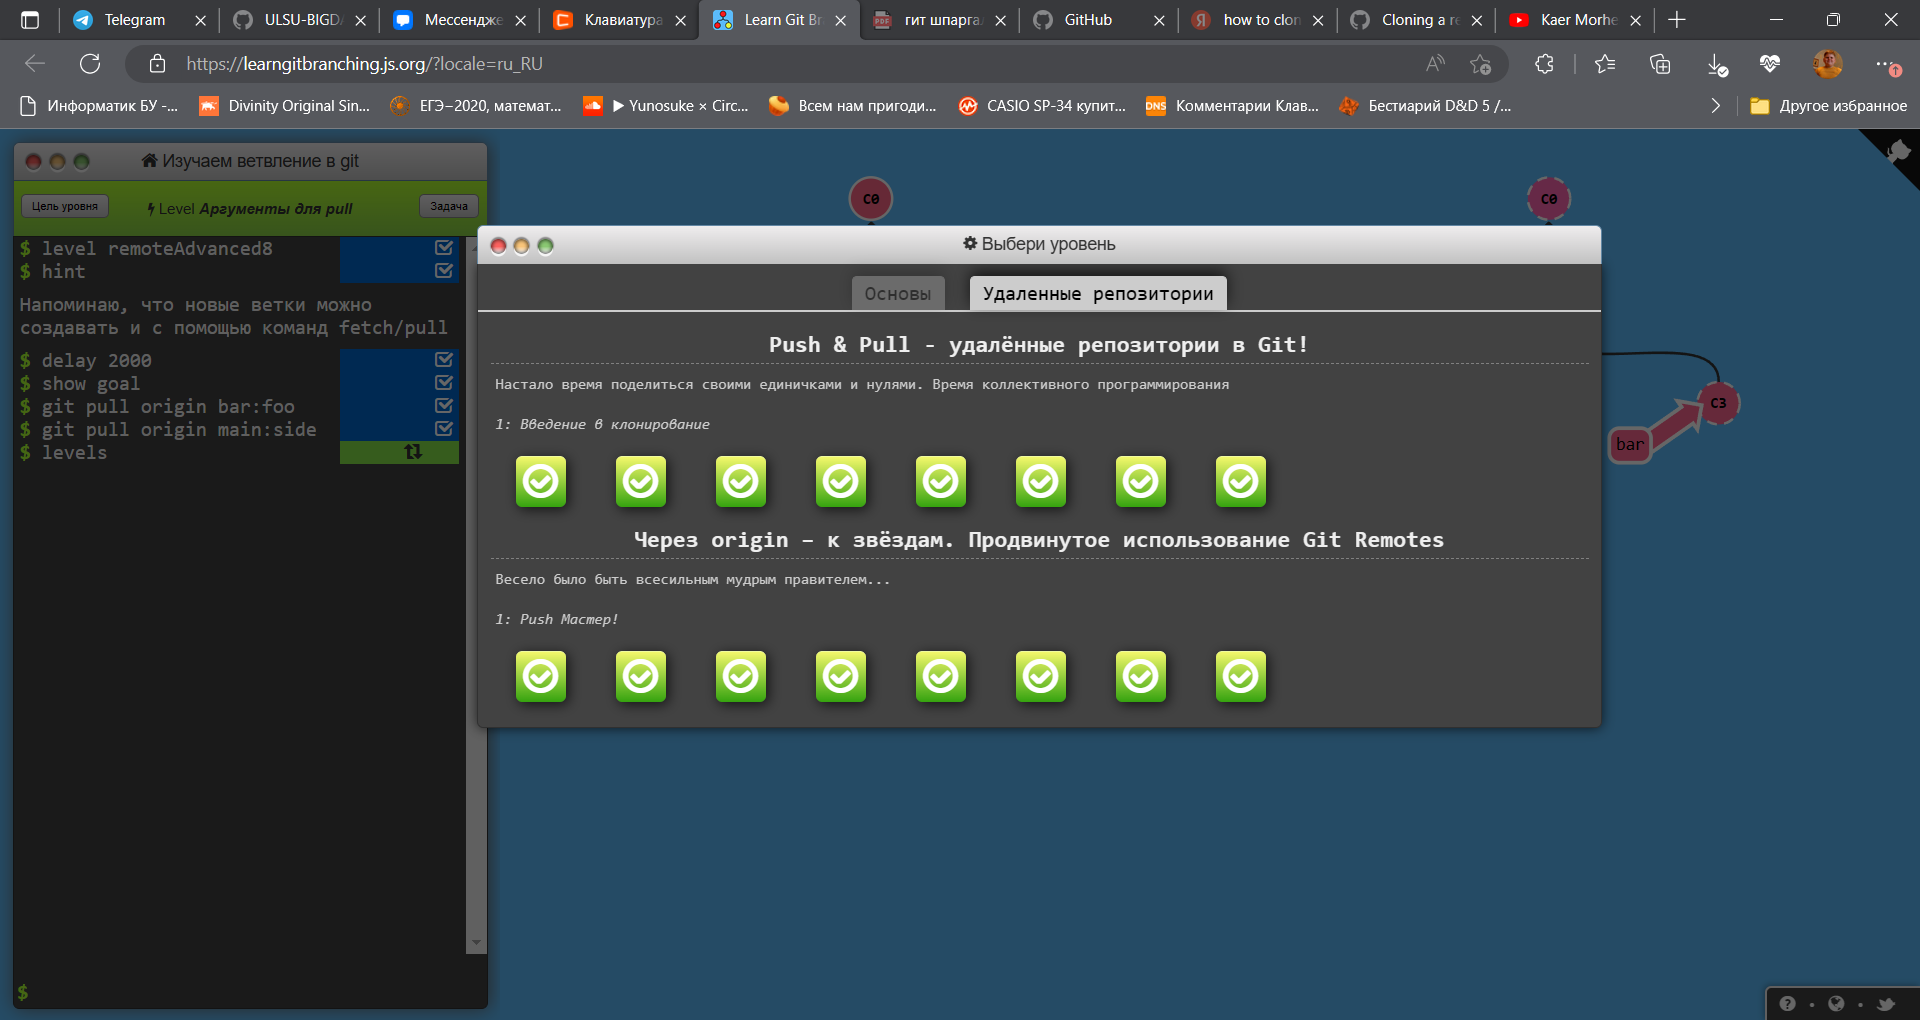 Telegram
ULSU-BIGD
Мессендже
Клавиатура
Learn Git Br
гит шпарга
GitHub
how to clon
Cloning a re
Kaer Morhe
https://learngitbranching.js.org/?locale=ru_RU
Информатик БУ -...
Divinity Original Sin...
ЕГЭ–2020, математ...
▶ Yunosuke × Circ...
Всем нам пригоди...
CASIO SP-34 купит...
DNS
Комментарии Клав...
Бестиарий D&D 5 /...
Другое избранное
Изучаем ветвление в git
Цель уровня
Level Аргументы для pull
Задача
$ level remoteAdvanced8
$ hint
Напоминаю, что новые ветки можно
создавать и с помощью команд fetch/pull
$ delay 2000
$ show goal
$ git pull origin bar:foo
$ git pull origin main:side
$ levels
$
C0
C0
Выбери уровень
Основы
Удаленные репозитории
Push & Pull - удалённые репозитории в Git!
Настало время поделиться своими единичками и нулями. Время коллективного программирования
1: Введение в клонирование
Через origin – к звёздам. Продвинутое использование Git Remotes
Весело было быть всесильным мудрым правителем...
1: Push Мастер!
C3
bar